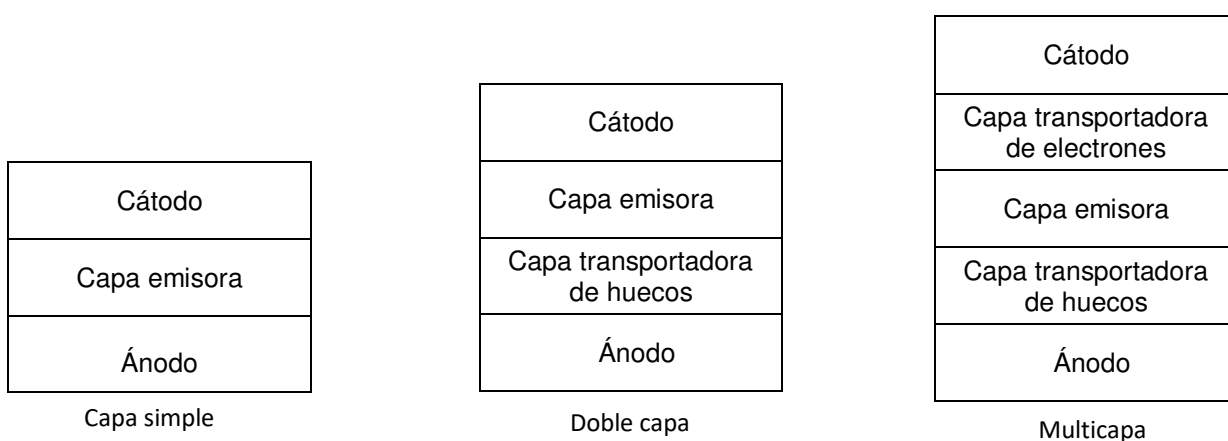 Cátodo
Capa emisora
Ánodo
Capa simple
Cátodo
Capa emisora
Capa transportadora
de huecos
Ánodo
Doble capa
Cátodo
Capa transportadora
de electrones
Capa emisora
Capa transportadora
de huecos
Ánodo
Multicapa